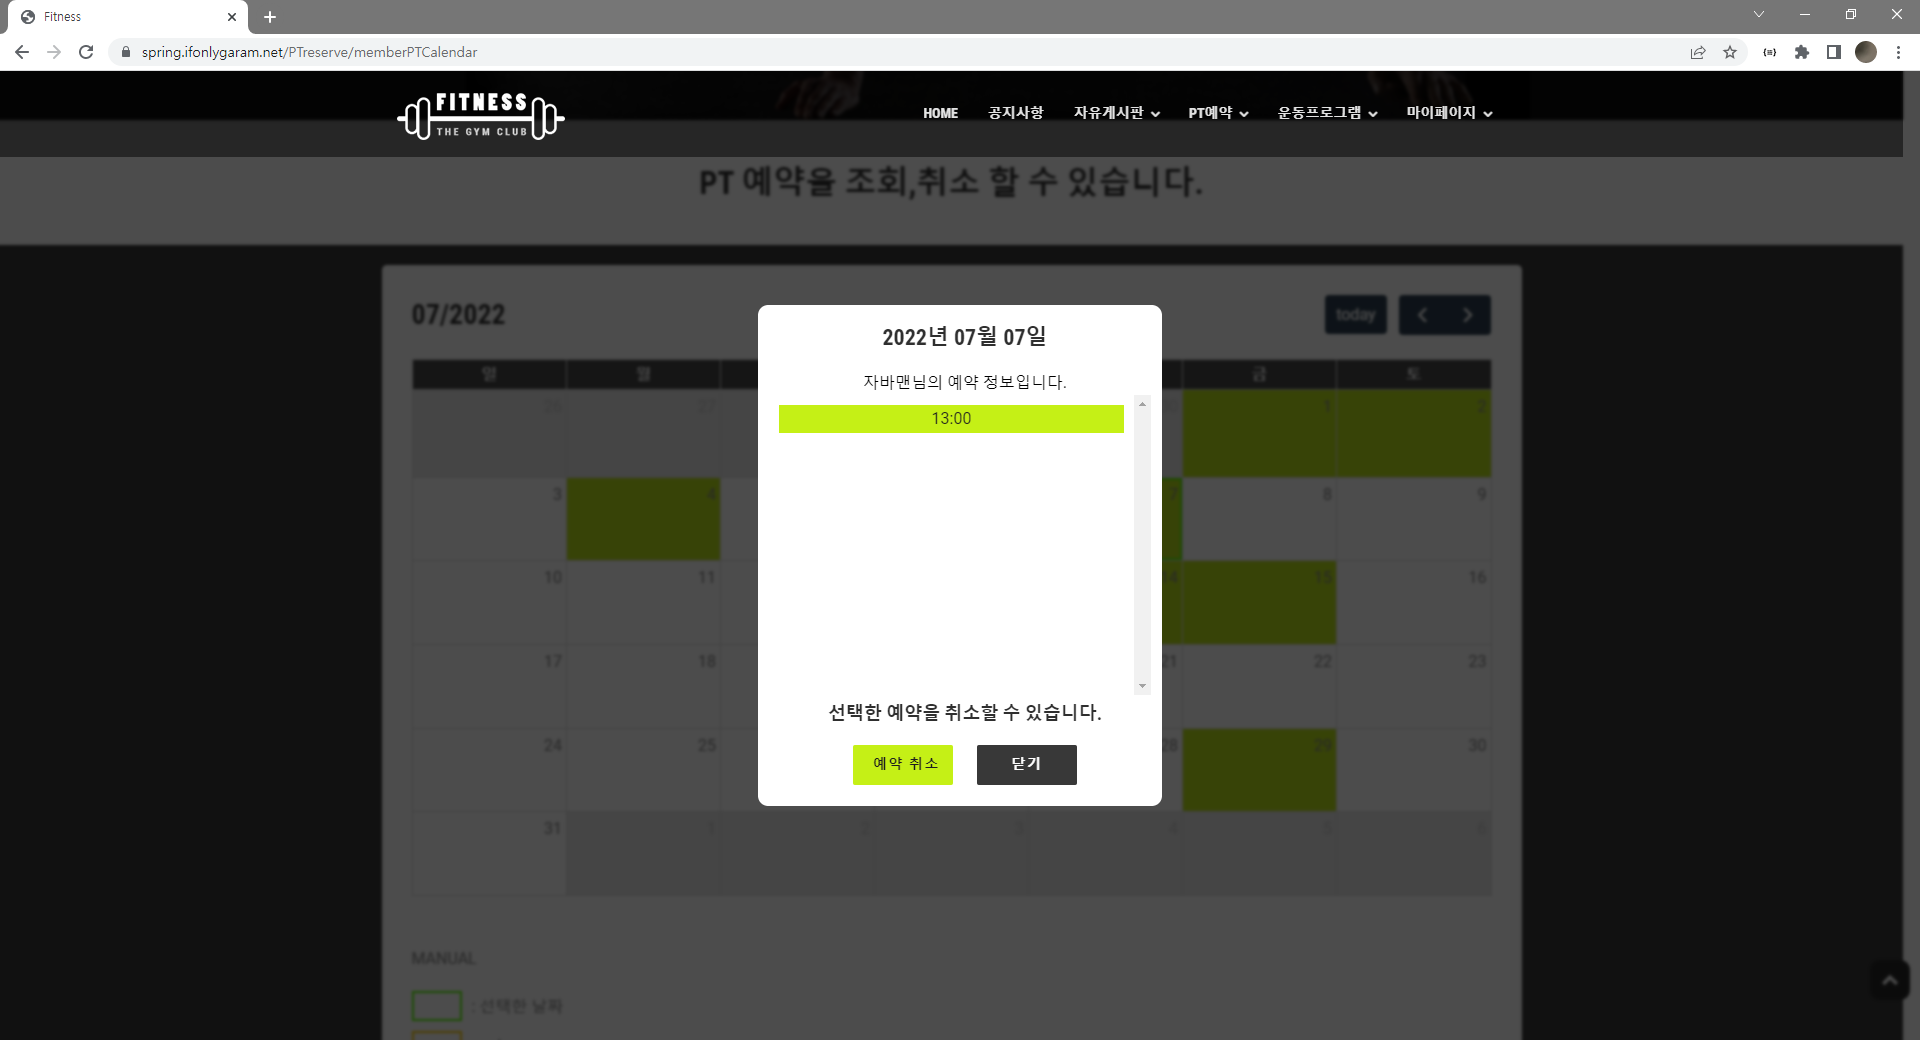 Fitness
spring.ifonlygaram.net/PTreserve/memberPTCalendar
FITNESS
THE GYM CLUB
HOME 공지사항 자유게시판 PT예약 운동프로그램 마이페이지
PT 예약을 조회,취소 할 수 있습니다.
07/2022
today
2022년 07월 07일
자바맨님의 예약 정보입니다.
13:00
선택한 예약을 취소할 수 있습니다.
예약 취소 닫기
일 월 금 토
26 27 30 1 2
3 4 7 8 9
10 11 14 15 16
17 18 21 22 23
24 25 28 29 30
31 1 2 3 4 5 6
MANUAL
: 선택한 날짜